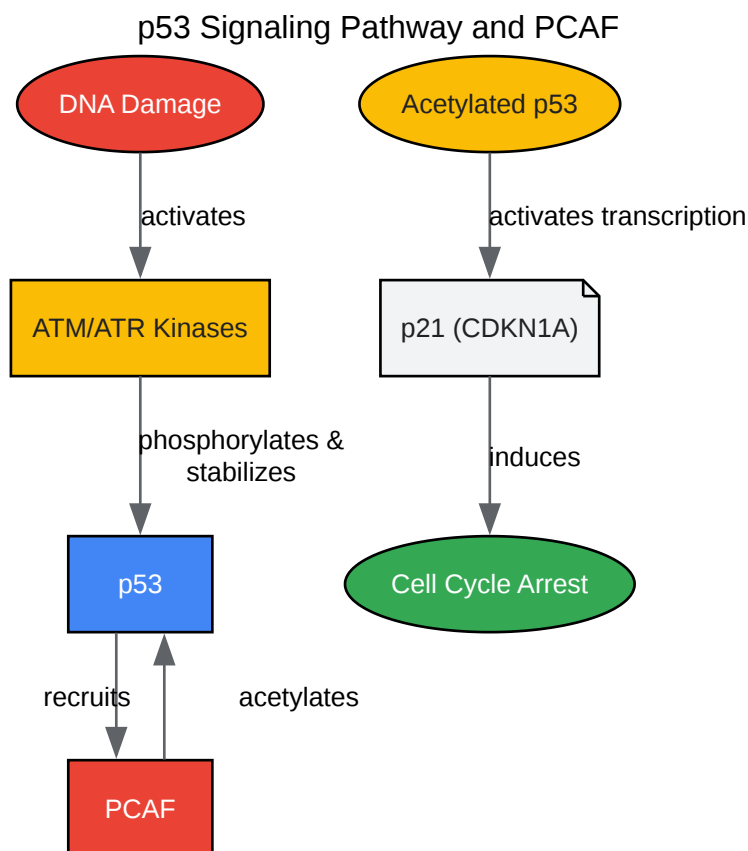 p53 Signaling Pathway and PCAF
DNA Damage
Acetylated p53
activates
activates transcription
ATM/ATR Kinases
p21 (CDKN1A)
phosphorylates &
stabilizes
induces
p53
Cell Cycle Arrest
recruits
acetylates
PCAF